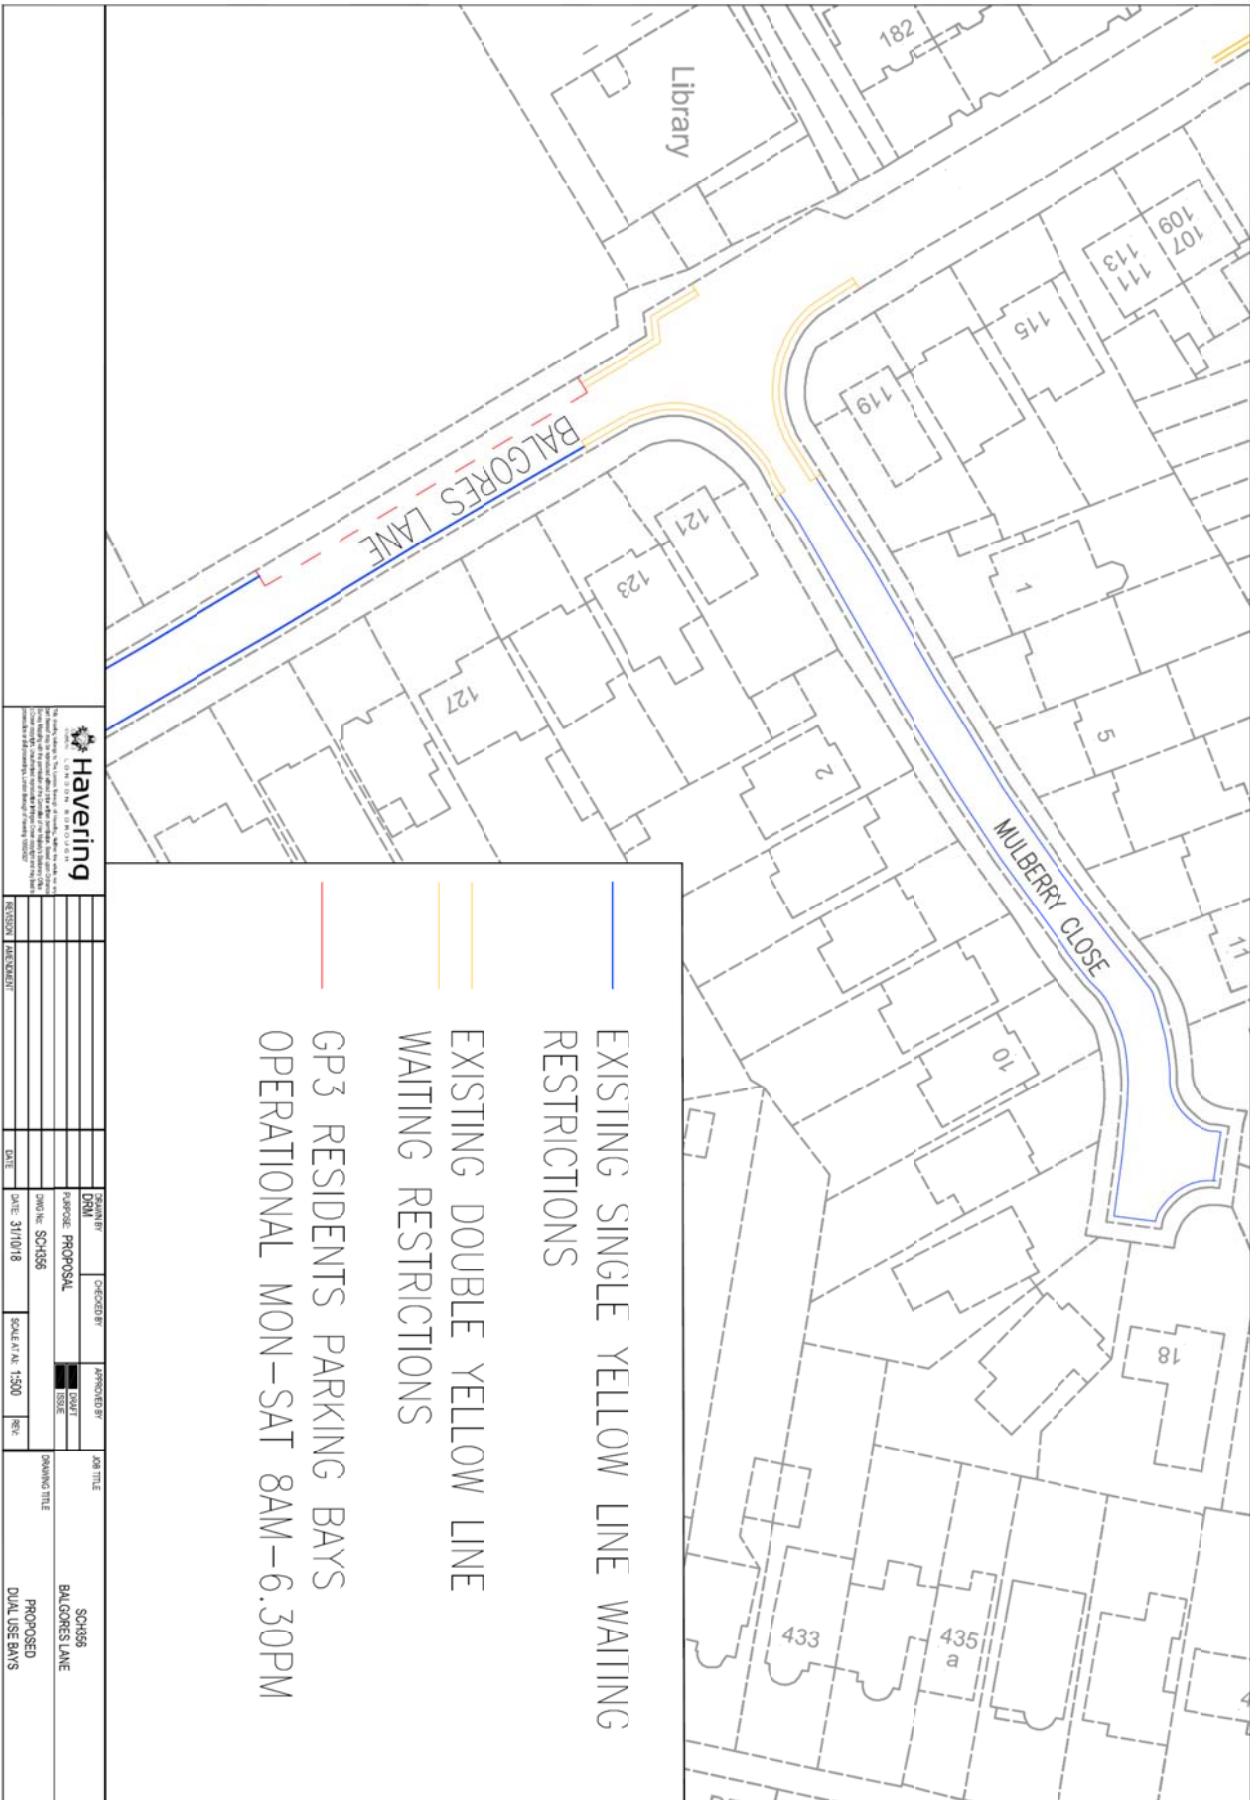 182
Library
107
109
111
113
115
119
1
5
11
121
123
127
2
10
18
433
435
a
BALGORES LANE
MULBERRY CLOSE
EXISTING SINGLE YELLOW LINE WAITING
RESTRICTIONS
EXISTING DOUBLE YELLOW LINE
WAITING RESTRICTIONS
GP3 RESIDENTS PARKING BAYS
OPERATIONAL MON-SAT 8AM-6.30PM
Havering
LONDON BOROUGH
REVISION
AMENDMENT
DATE
DRAWN BY
DRM
CHECKED BY
APPROVED BY
PURPOSE: PROPOSAL
DRAFT
ISSUE
DWG No: SCH356
DATE: 31/10/18
SCALE AT A3: 1:500
REV:
JOB TITLE
SCH356
BALGORES LANE
DRAWING TITLE
PROPOSED
DUAL USE BAYS